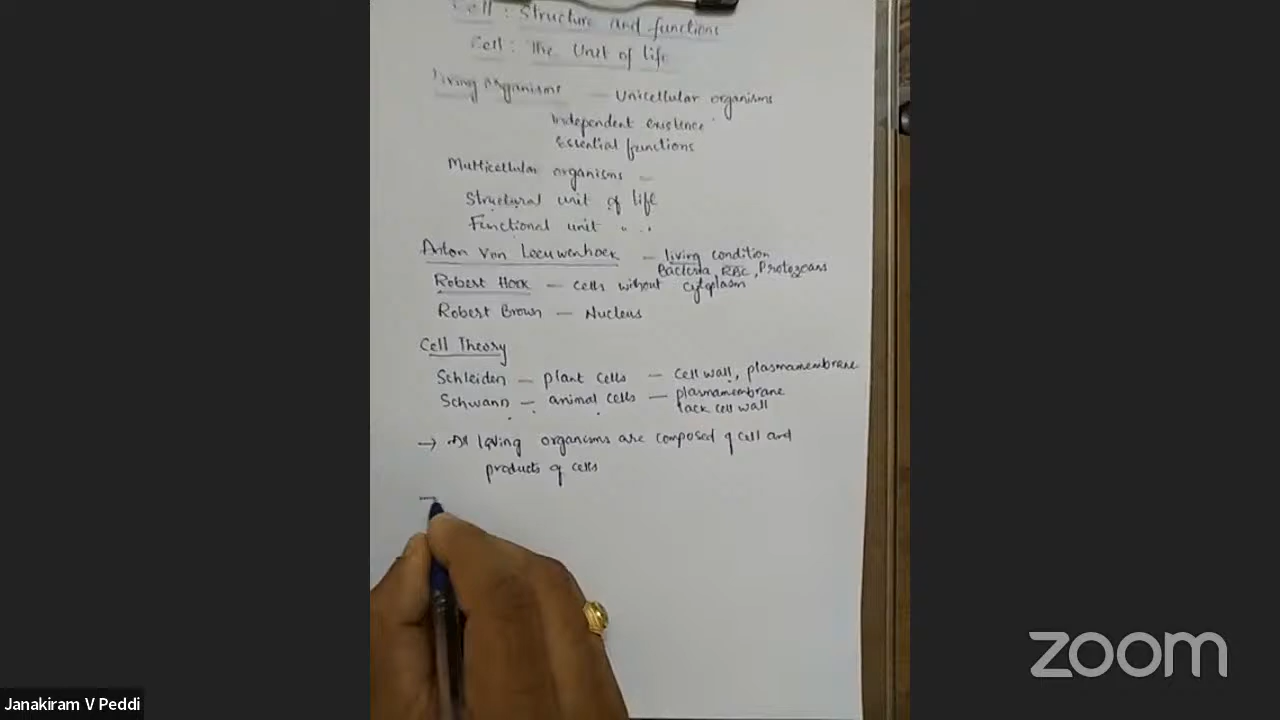 Cell : Structure and functions
Cell : The Unit of life
Living organisms — Unicellular organisms
Independent existence
Essential functions
Multicellular organisms —
Structural unit of life
Functional unit " "
Anton Von Leeuwenhoek — living condition
Bacteria, RBC, Protozoans
Robert Hook — cells without cytoplasm
Robert Brown — Nucleus
Cell Theory
Schleiden — plant cells — cell wall, plasmamembrane
Schwann — animal cells — plasmamembrane
lack cell wall
→ All living organisms are composed of cell and
products of cells
zoom
Janakiram V Peddi